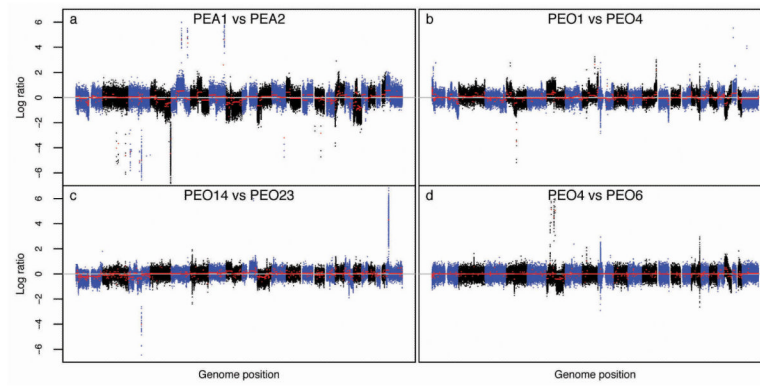 a PEA1 vs PEA2
b PEO1 vs PEO4
Log ratio
6
4
2
0
-2
-4
-6
c PEO14 vs PEO23
d PEO4 vs PEO6
Log ratio
6
4
2
0
-2
-4
-6
Genome position
Genome position